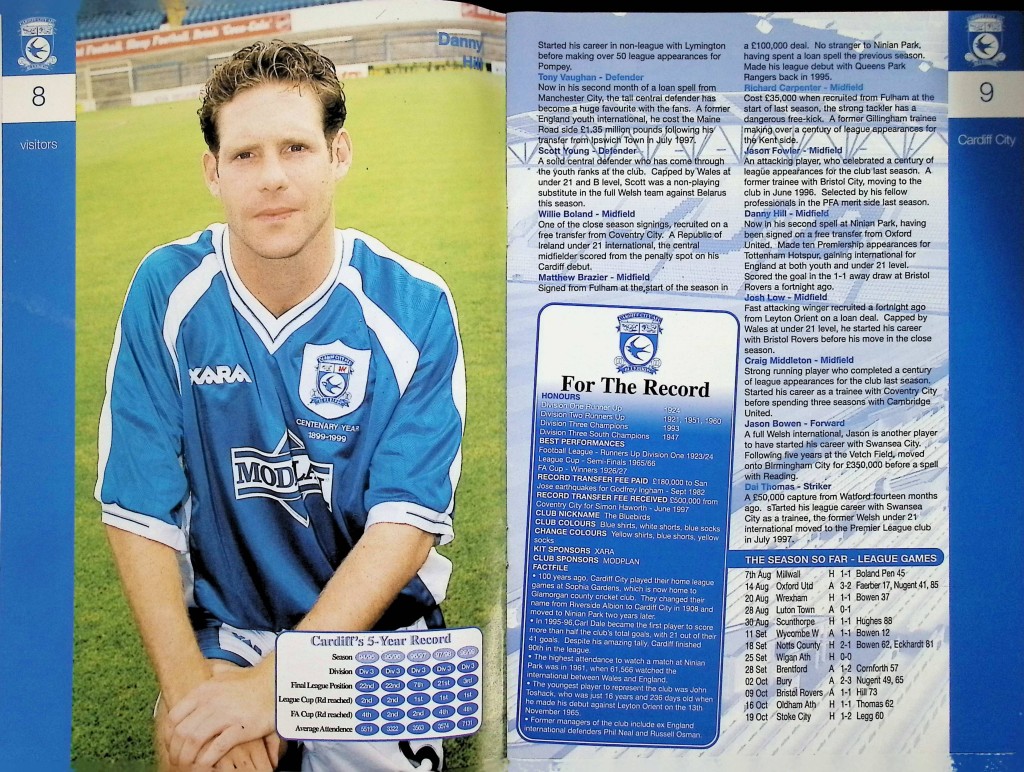 8
visitors
Danny
Hill
XARA
CENTENARY YEAR
1899-1999
Cardiff's 5-Year Record
Season 94/95 95/96 96/97 97/98 98/99
Division Div 2 Div 3 Div 3 Div 3 Div 3
Final League Position 22nd 22nd 7th 21st 3rd
League Cup (Rd reached) 1st 2nd 1st 1st 1st
FA Cup (Rd reached)
Average Attendence
Started his career in non-league with Lymington
before making over 50 league appearances for
Pompey.
Tony Vaughan - Defender
Now in his second month of a loan spell from
Manchester City, the tall central defender has
become a huge favourite with the fans. A former
England youth international, he cost the Maine
Road side £1.35 million pounds following his
transfer from Ipswich Town in July 1997.
Scott Young - Defender
A solid central defender who has come through
the youth ranks at the club. Capped by Wales at
under 21 and B level, Scott was a non-playing
substitute in the full Welsh team against Belarus
this season.
Willie Boland - Midfield
One of the close season signings, recruited on a
free transfer from Coventry City. A Republic of
Ireland under 21 international, the central
midfielder scored from the penalty spot on his
Cardiff debut.
Matthew Brazier - Midfield
Signed from Fulham at the start of the season in
For The Record
HONOURS
Division One Runner Up 1924
Division Two Runners Up 1921, 1951, 1960
Division Three Champions 1993
Division Three South Champions 1947
BEST PERFORMANCES
Football League - Runners Up Division One 1923/24
League Cup - Semi-Finals 1965/66
FA Cup - Winners 1926/27
RECORD TRANSFER FEE PAID £180,000 to San
Jose earthquakes for Godfrey Ingham - Sept 1982
RECORD TRANSFER FEE RECEIVED £500,000 from
Coventry City for Simon Haworth - June 1997
CLUB NICKNAME The Bluebirds
CLUB COLOURS Blue shirts, white shorts, blue socks
CHANGE COLOURS Yellow shirts, blue shorts, yellow
socks
KIT SPONSORS XARA
CLUB SPONSORS MODPLAN
FACTFILE
• 100 years ago, Cardiff City played their home league
games at Sophia Gardens, which is now home to
Glamorgan county cricket club. They changed their
name from Riverside Albion to Cardiff City in 1908 and
moved to Ninian Park two years later.
• In 1995-96,Carl Dale became the first player to score
more than half the club's total goals, with 21 out of their
41 goals. Despite his amazing tally, Cardiff finished
90th in the league.
• The highest attendance to watch a match at Ninian
Park was in 1961, when 61,566 watched the
international between Wales and England.
• The youngest player to represent the club was John
Toshack, who was just 16 years and 236 days old when
he made his debut against Leyton Orient on the 13th
November 1965.
• Former managers of the club include ex England
international defenders Phil Neal and Russell Osman.
a £100,000 deal. No stranger to Ninian Park,
having spent a loan spell the previous season.
Made his league debut with Queens Park
Rangers back in 1995.
Richard Carpenter - Midfield
Cost £35,000 when recruited from Fulham at the
start of last season, the strong tackler has a
dangerous free-kick. A former Gillingham trainee
making over a century of league appearances for
the Kent side.
Jason Fowler - Midfield
An attacking player, who celebrated a century of
league appearances for the club last season. A
former trainee with Bristol City, moving to the
club in June 1996. Selected by his fellow
professionals in the PFA merit side last season.
Danny Hill - Midfield
Now in his second spell at Ninian Park, having
been signed on a free transfer from Oxford
United. Made ten Premiership appearances for
Tottenham Hotspur, gaining international for
England at both youth and under 21 level.
Scored the goal in the 1-1 away draw at Bristol
Rovers a fortnight ago.
Josh Low - Midfield
Fast attacking winger recruited a fortnight ago
from Leyton Orient on a loan deal. Capped by
Wales at under 21 level, he started his career
with Bristol Rovers before his move in the close
season.
Craig Middleton - Midfield
Strong running player who completed a century
of league appearances for the club last season.
Started his career as a trainee with Coventry City
before spending three seasons with Cambridge
United.
Jason Bowen - Forward
A full Welsh international, Jason is another player
to have started his career with Swansea City.
Following five years at the Vetch Field, moved
onto Birmingham City for £350,000 before a spell
with Reading.
Dai Thomas - Striker
A £50,000 capture from Watford fourteen months
ago. sTarted his league career with Swansea
City as a trainee, the former Welsh under 21
international moved to the Premier League club
in July 1997.
THE SEASON SO FAR - LEAGUE GAMES
7th Aug Millwall H 1-1 Boland Pen 45
14 Aug Oxford Utd A 3-2 Faerber 17, Nugent 41, 85
20 Aug Wrexham H 1-1 Bowen 37
28 Aug Luton Town A 0-1
30 Aug Scunthorpe H 1-1 Hughes 88
11 Set Wycombe W A 1-1 Bowen 12
18 Set Notts County H 2-1 Bowen 62, Eckhardt 81
25 Set Wigan Ath H 0-0
28 Set Brentford A 1-2 Cornforth 57
02 Oct Bury A 2-3 Nugent 49, 65
09 Oct Bristol Rovers A 1-1 Hill 73
16 Oct Oldham Ath H 1-1 Thomas 62
19 Oct Stoke City H 1-2 Legg 60
9
Cardiff City